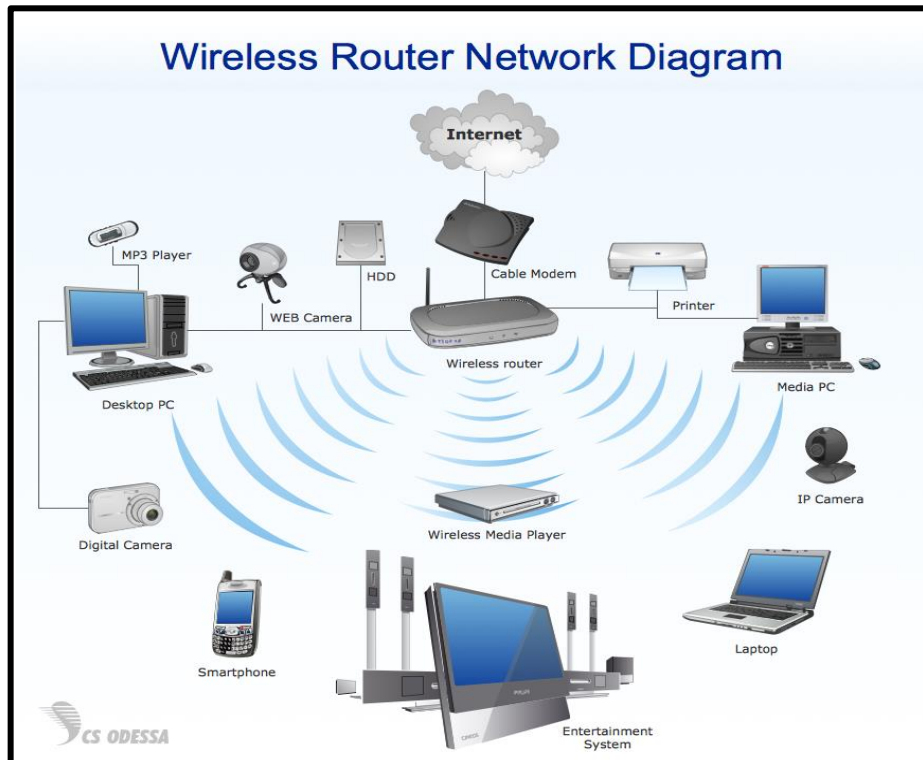 Wireless Router Network Diagram
Internet
MP3 Player
HDD
Cable Modem
WEB Camera
Printer
Wireless router
Desktop PC
Media PC
IP Camera
Wireless Media Player
Digital Camera
Laptop
Smartphone
Entertainment
System
CS ODESSA